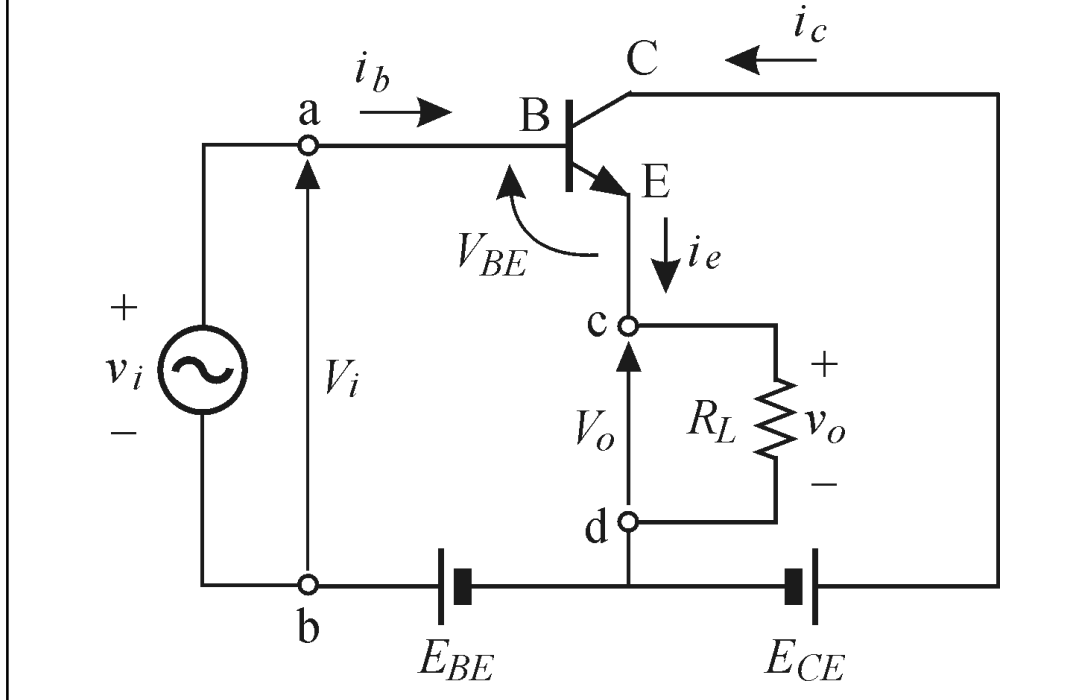 i_c
C
i_b
a
B
E
V_BE
i_e
c
+
v_i
−
V_i
V_o
R_L
+
v_o
−
d
b
E_BE
E_CE